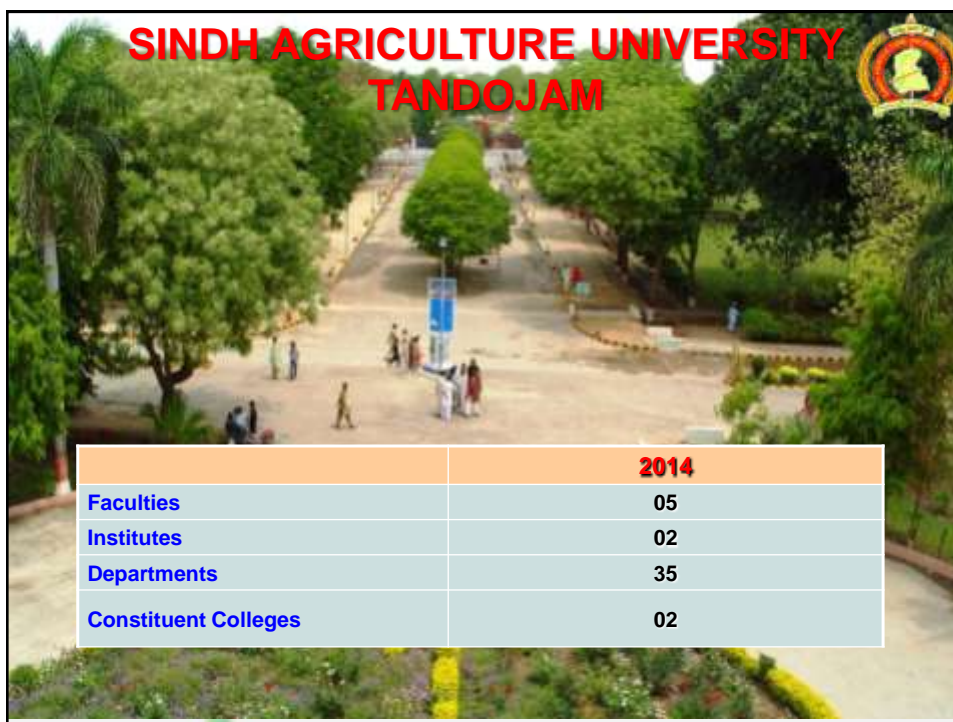 SINDH AGRICULTURE UNIVERSITY
TANDOJAM
2014
Faculties 05
Institutes 02
Departments 35
Constituent Colleges 02